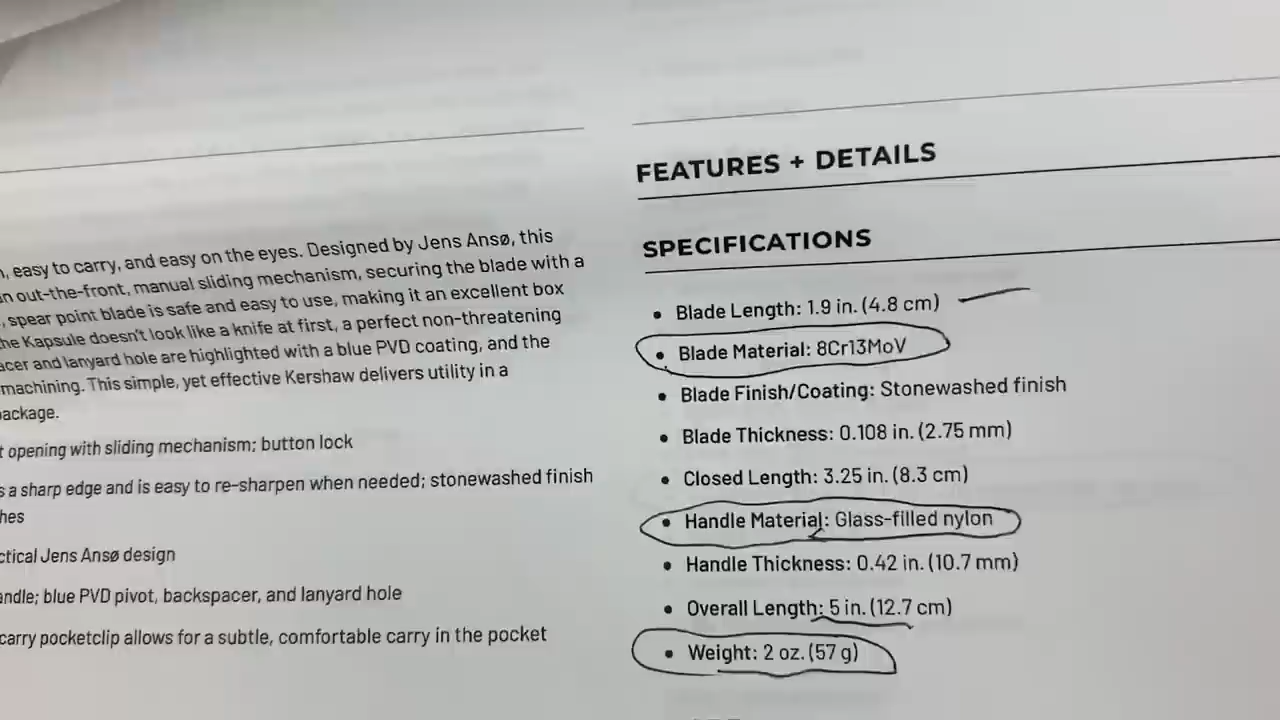 , easy to carry, and easy on the eyes. Designed by Jens Ansø, this
out-the-front, manual sliding mechanism, securing the blade with a
, spear point blade is safe and easy to use, making it an excellent box
the Kapsule doesn't look like a knife at first, a perfect non-threatening
and lanyard hole are highlighted with a blue PVD coating, and the
machining. This simple, yet effective Kershaw delivers utility in a
opening with sliding mechanism; button lock
a sharp edge and is easy to re-sharpen when needed; stonewashed finish
Jens Ansø design
; blue PVD pivot, backspacer, and lanyard hole
carry pocketclip allows for a subtle, comfortable carry in the pocket
FEATURES + DETAILS
SPECIFICATIONS
• Blade Length: 1.9 in. (4.8 cm)
• Blade Material: 8Cr13MoV
• Blade Finish/Coating: Stonewashed finish
• Blade Thickness: 0.108 in. (2.75 mm)
• Closed Length: 3.25 in. (8.3 cm)
• Handle Material: Glass-filled nylon
• Handle Thickness: 0.42 in. (10.7 mm)
• Overall Length: 5 in. (12.7 cm)
• Weight: 2 oz. (57 g)